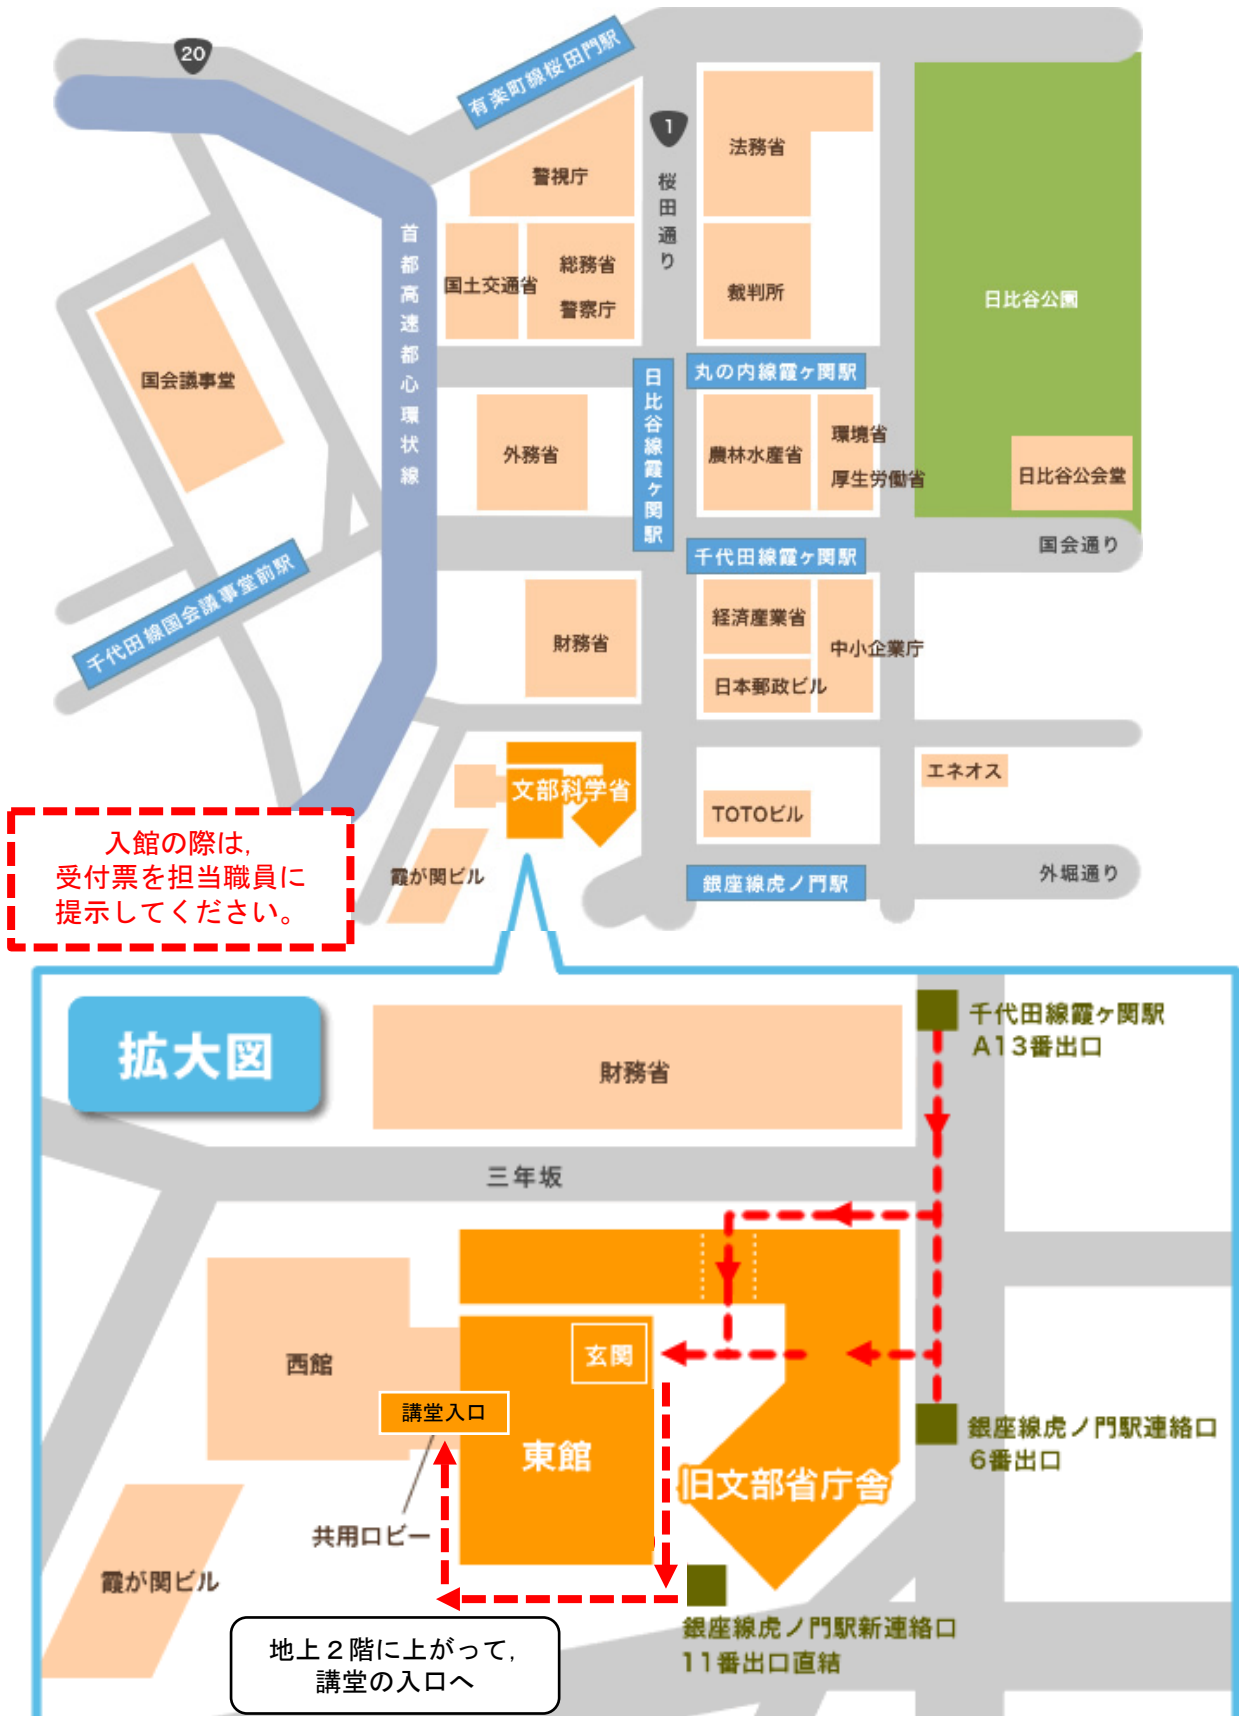 20
有楽町線桜田門駅
1
桜田通り
法務省
警視庁
首都高速都心環状線
国土交通省
総務省
警察庁
裁判所
日比谷公園
国会議事堂
丸の内線霞ヶ関駅
日比谷線霞ヶ関駅
外務省
農林水産省
環境省
厚生労働省
日比谷公会堂
国会通り
千代田線霞ヶ関駅
千代田線国会議事堂前駅
財務省
経済産業省
中小企業庁
日本郵政ビル
文部科学省
エネオス
TOTOビル
霞が関ビル
銀座線虎ノ門駅
外堀通り
入館の際は,
受付票を担当職員に
提示してください。
拡大図
財務省
千代田線霞ヶ関駅
A13番出口
三年坂
西館
玄関
講堂入口
東館
旧文部省庁舎
銀座線虎ノ門駅連絡口
6番出口
共用ロビー
霞が関ビル
銀座線虎ノ門駅新連絡口
11番出口直結
地上2階に上がって,
講堂の入口へ